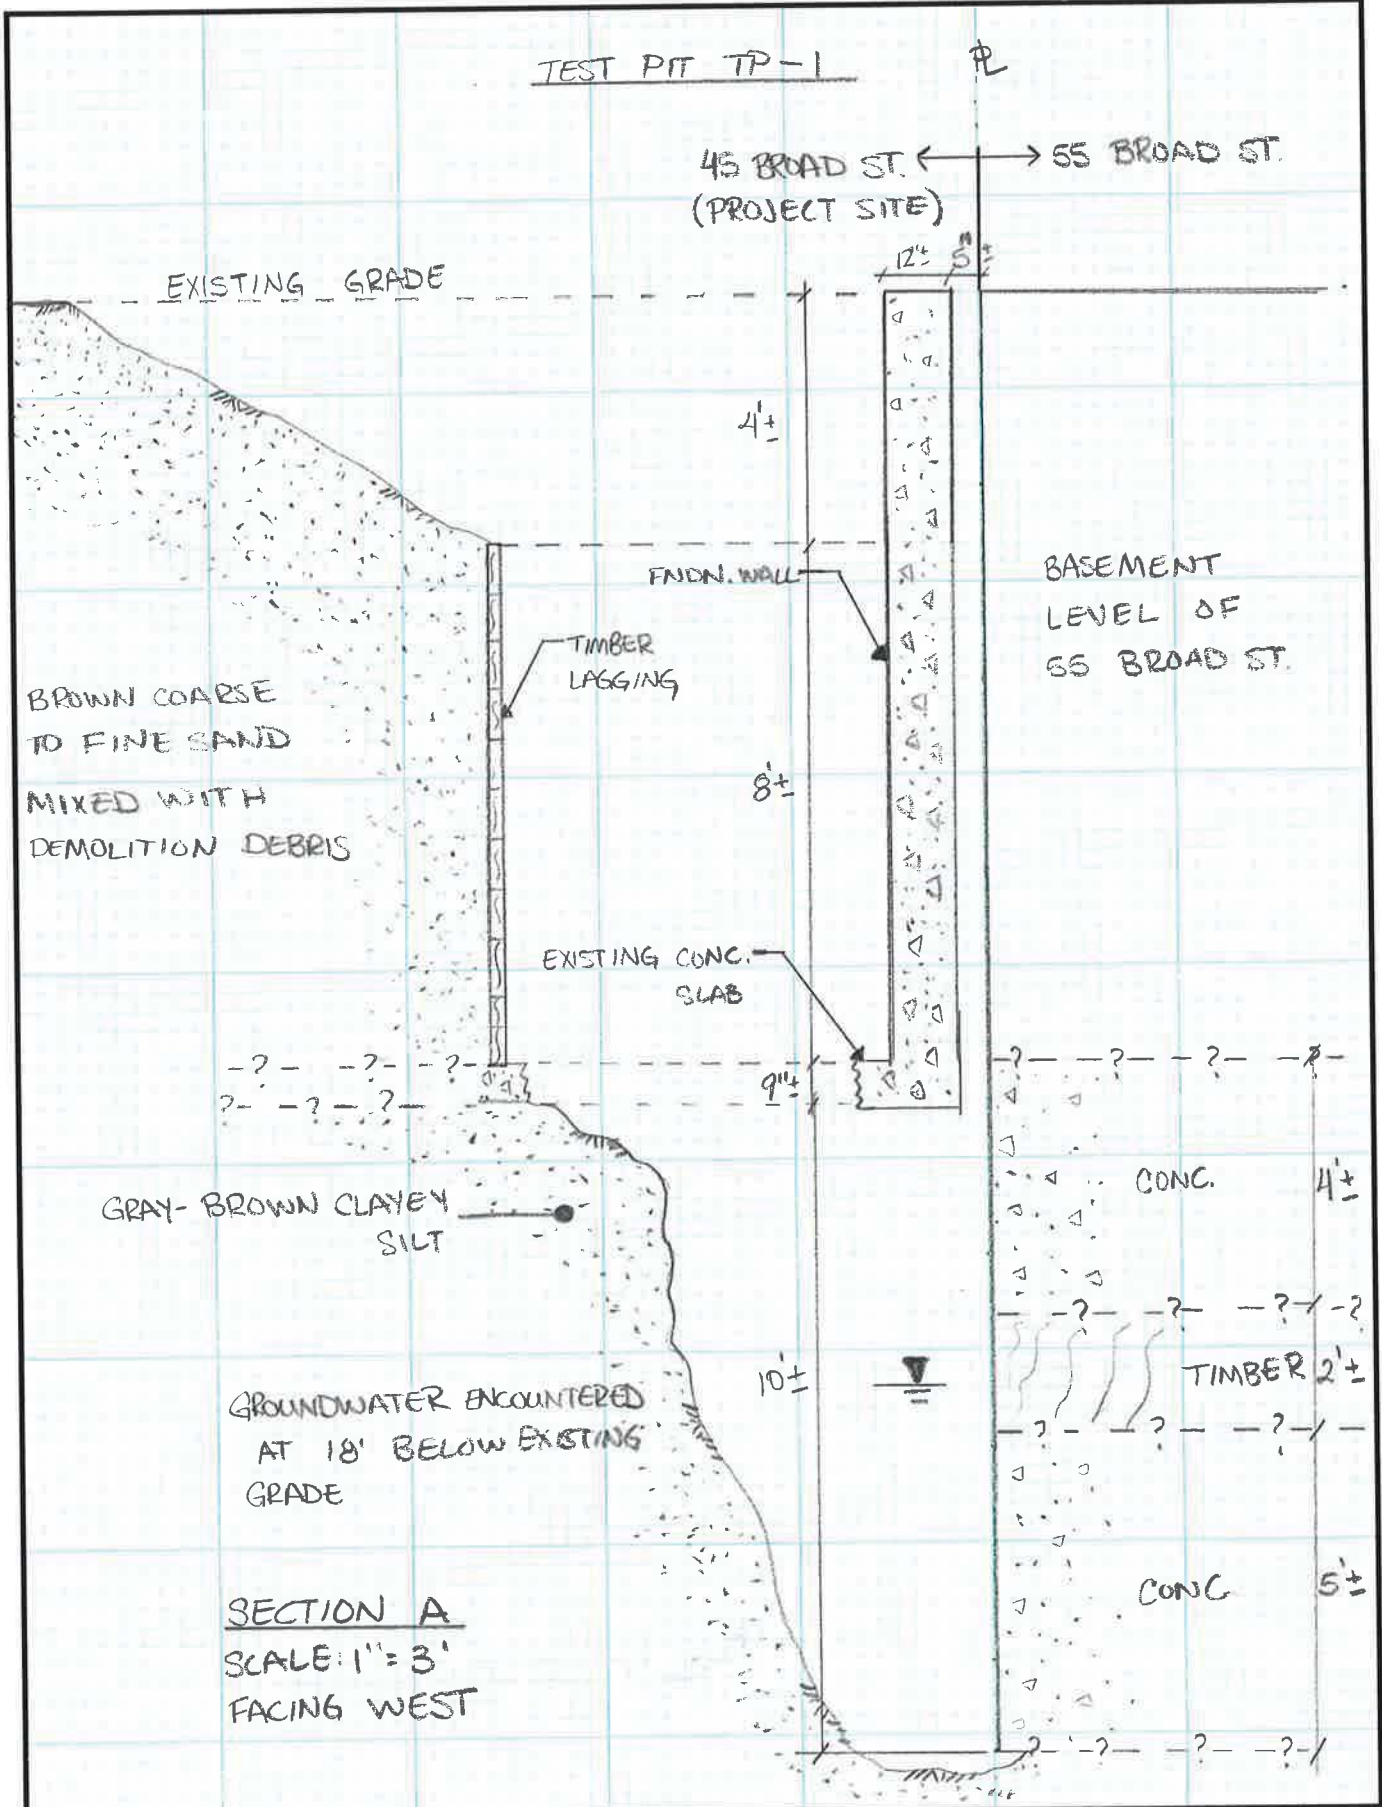 TEST PIT TP-1
PL
45 BROAD ST. 55 BROAD ST.
(PROJECT SITE)
12"± 5"±
EXISTING GRADE
4'±
FNDN. WALL
BASEMENT
LEVEL OF
55 BROAD ST.
TIMBER
LAGGING
BROWN COARSE
TO FINE SAND
MIXED WITH
DEMOLITION DEBRIS
8'±
EXISTING CONC.
SLAB
-?- -?- -?- -?- -?- -?- -?-
9"±
?- -?- -?-
CONC. 4'±
GRAY-BROWN CLAYEY
SILT
-?- -?- -?- -?
TIMBER 2'±
10'±
GROUNDWATER ENCOUNTERED
AT 18' BELOW EXISTING
GRADE
-?- -?- -?-
CONC 5'±
SECTION A
SCALE: 1" = 3'
FACING WEST
?- -?- -?- -?-